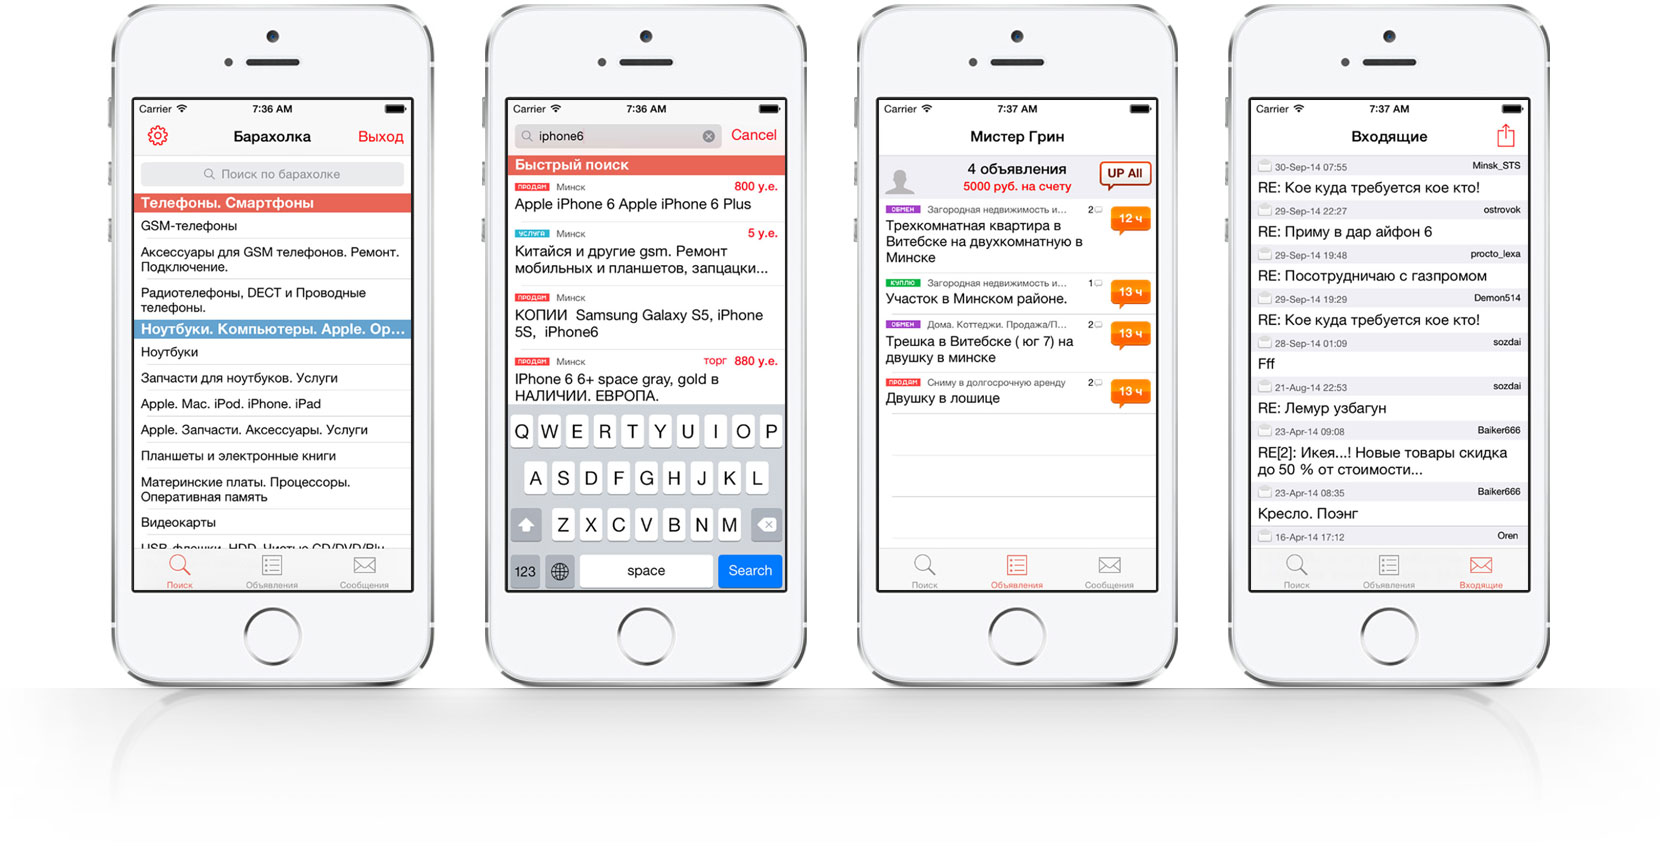 Carrier 7:36 AM
Барахолка Выход
Поиск по барахолке
Телефоны. Смартфоны
GSM-телефоны
Аксессуары для GSM телефонов. Ремонт.
Подключение.
Радиотелефоны, DECT и Проводные
телефоны.
Ноутбуки. Компьютеры. Apple. Ор...
Ноутбуки
Запчасти для ноутбуков. Услуги
Apple. Mac. iPod. iPhone. iPad
Apple. Запчасти. Аксессуары. Услуги
Планшеты и электронные книги
Материнские платы. Процессоры.
Оперативная память
Видеокарты
USB-флешки, HDD, Чистые CD/DVD/Blu
Поиск Объявления Сообщения
Carrier 7:36 AM
iphone6 Cancel
Быстрый поиск
ПРОДАМ Минск 800 у.е.
Apple iPhone 6 Apple iPhone 6 Plus
УСЛУГА Минск 5 у.е.
Китайся и другие gsm. Ремонт
мобильных и планшетов, запцацки...
ПРОДАМ Минск
КОПИИ Samsung Galaxy S5, iPhone
5S, iPhone6
ПРОДАМ Минск торг 880 у.е.
IPhone 6 6+ space gray, gold в
НАЛИЧИИ. ЕВРОПА.
Q W E R T Y U I O P
A S D F G H J K L
Z X C V B N M
123 space Search
Carrier 7:37 AM
Мистер Грин
4 объявления
5000 руб. на счету
UP All
ОБМЕН Загородная недвижимость и... 2
12 ч
Трехкомнатная квартира в
Витебске на двухкомнатную в
Минске
КУПЛЮ Загородная недвижимость и... 1
13 ч
Участок в Минском районе.
ОБМЕН Дома. Коттеджи. Продажа/П... 2
13 ч
Трешка в Витебске ( юг 7) на
двушку в минске
ПРОДАМ Сниму в долгосрочную аренду 2
13 ч
Двушку в лошице
Поиск Объявления Сообщения
Carrier 7:37 AM
Входящие
30-Sep-14 07:55 Minsk_STS
RE: Кое куда требуется кое кто!
29-Sep-14 22:27 ostrovok
RE: Приму в дар айфон 6
29-Sep-14 19:48 procto_lexa
RE: Посотрудничаю с газпромом
29-Sep-14 19:29 Demon514
RE: Кое куда требуется кое кто!
28-Sep-14 01:09 sozdai
Fff
21-Aug-14 22:53 sozdai
RE: Лемур узбагун
23-Apr-14 09:08 Baiker666
RE[2]: Икея...! Новые товары скидка
до 50 % от стоимости...
23-Apr-14 08:35 Baiker666
Кресло. Поэнг
16-Apr-14 17:12 Oren
Поиск Объявления Входящие